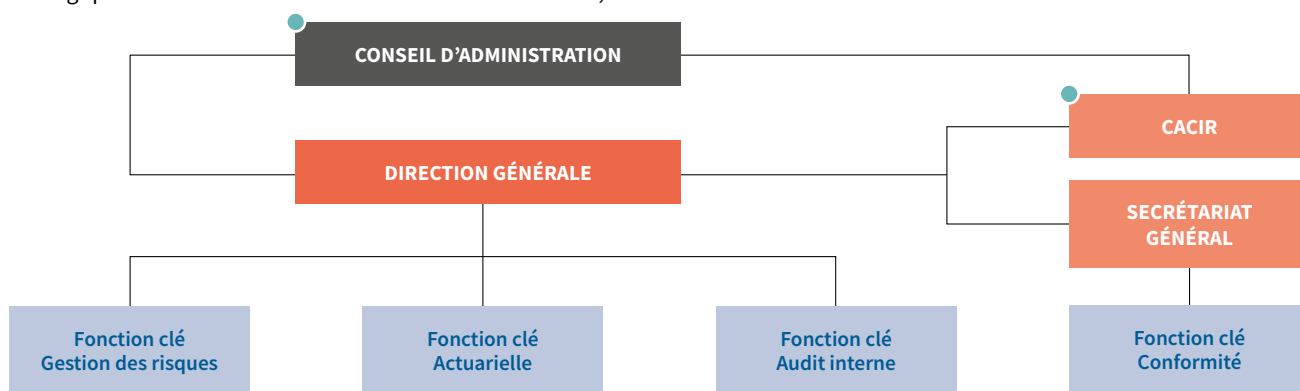 CONSEIL D’ADMINISTRATION
CACIR
DIRECTION GÉNÉRALE
SECRÉTARIAT
GÉNÉRAL
Fonction clé
Gestion des risques
Fonction clé
Actuarielle
Fonction clé
Audit interne
Fonction clé
Conformité